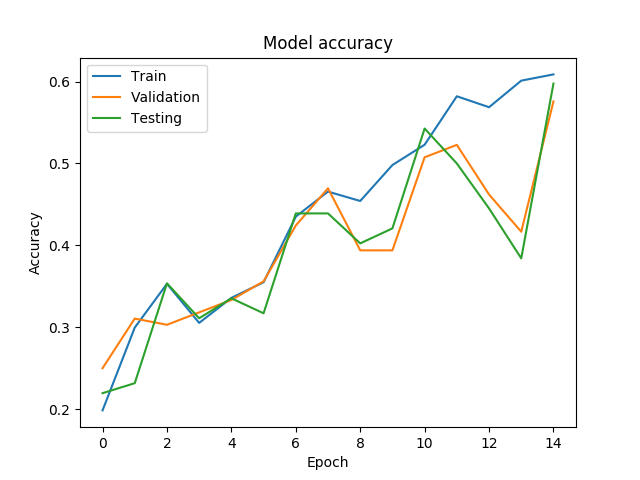 Model accuracy
Train
Validation
Testing
0.6
0.5
0.4
0.3
0.2
Accuracy
0 2 4 6 8 10 12 14
Epoch